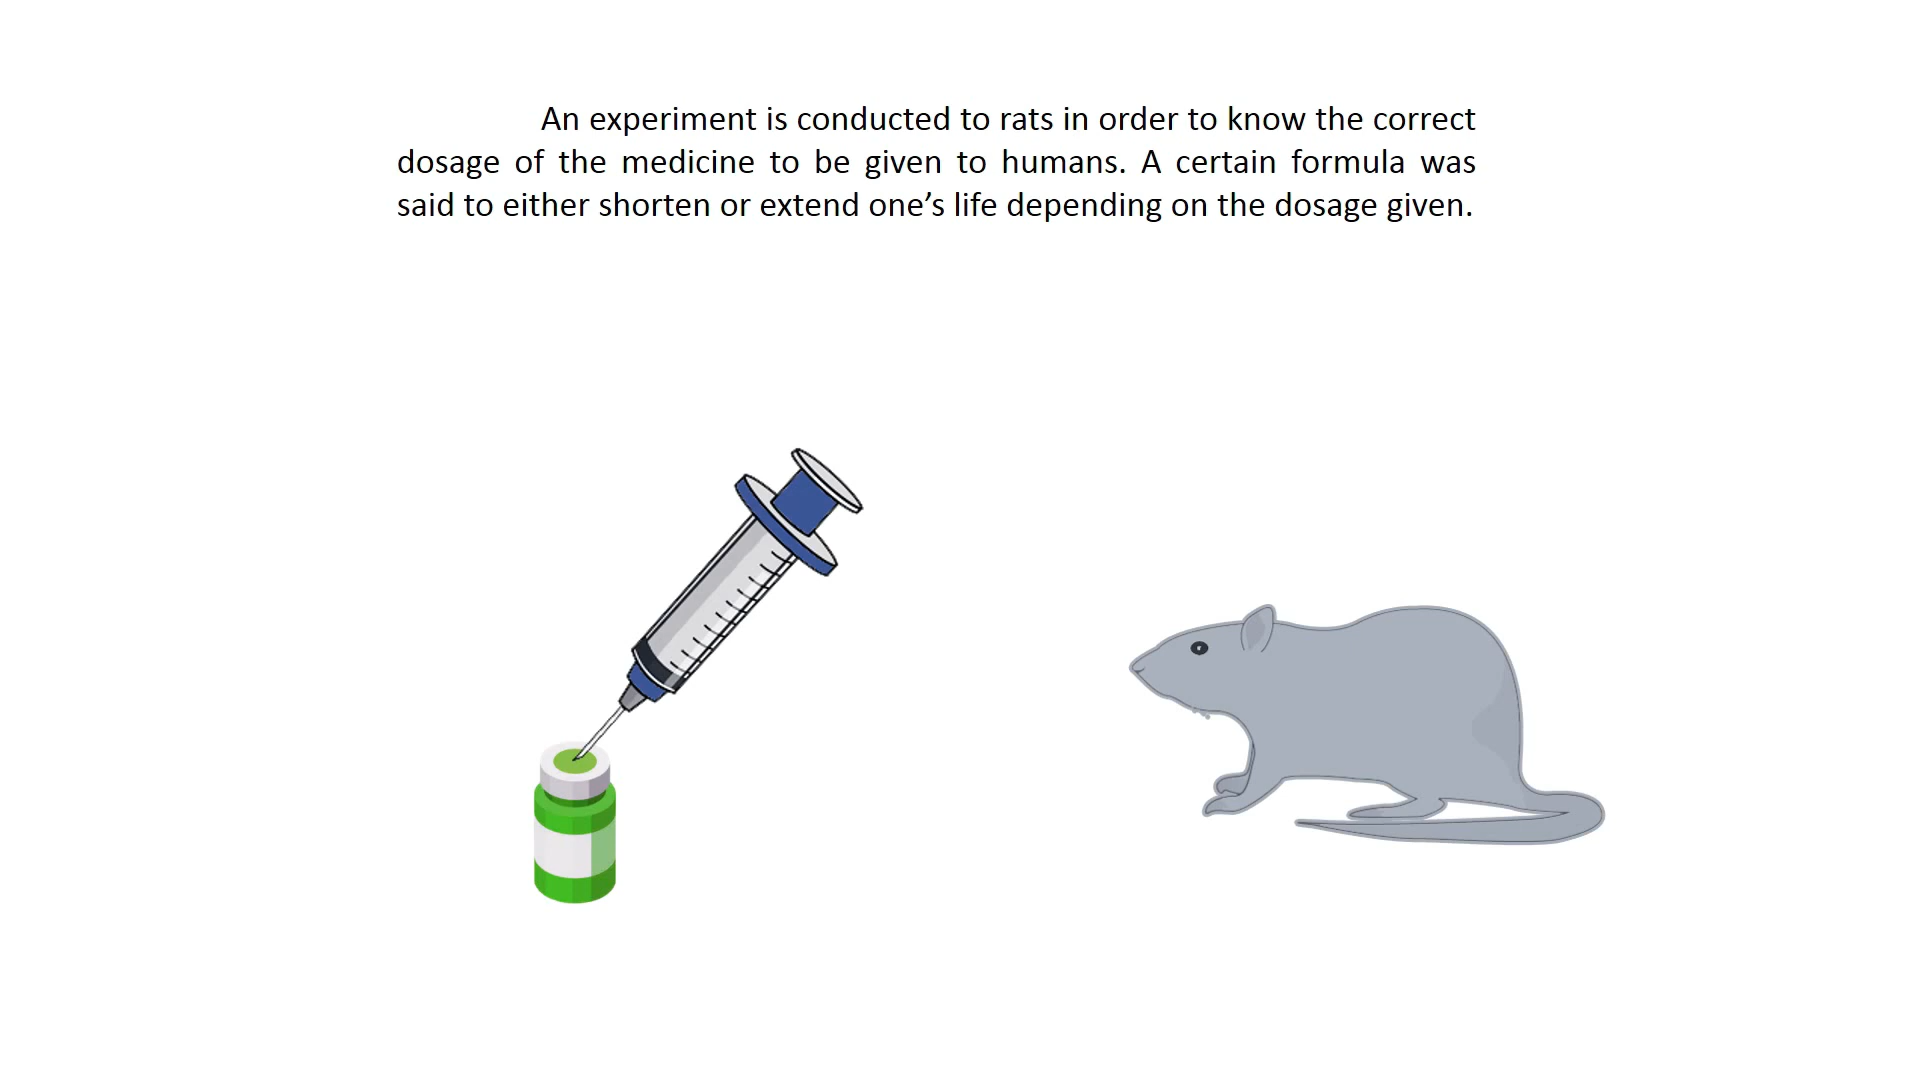 An experiment is conducted to rats in order to know the correct
dosage of the medicine to be given to humans. A certain formula was
said to either shorten or extend one’s life depending on the dosage given.